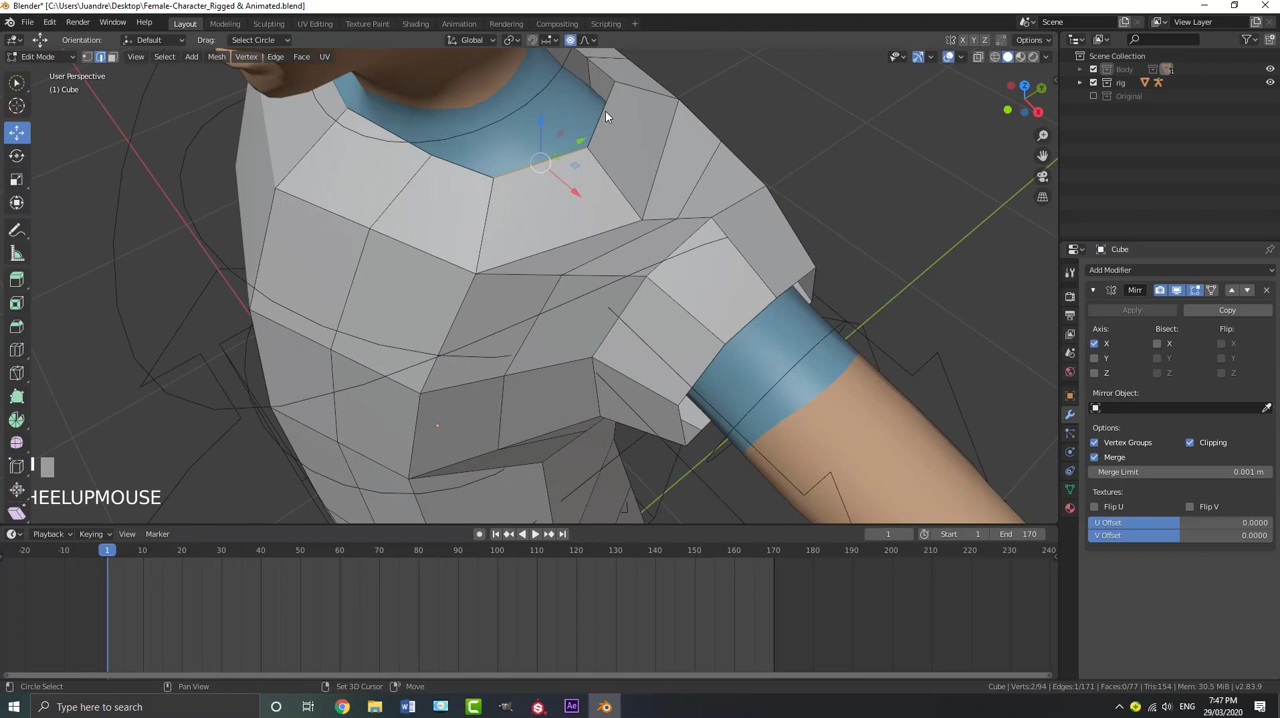 Blender* [C:\Users\Juandre\Female-Character_Rigged & Animated.blend]
File Edit Render Window Help Layout Modeling Sculpting UV Editing Texture Paint Shading Animation Rendering Compositing Scripting + Scene View Layer
Orientation: Default Drag: Select Circle Global X Y Z Options
Edit Mode View Select Add Mesh Vertex Edge Face UV
User Perspective
(1) Cube
Scene Collection
Body
rig
Original
Z
Y
X
Cube
Add Modifier
Mirr
Apply Copy
Axis: Bisect: Flip:
X X X
Y Y Y
Z Z Z
Mirror Object:
Options:
Vertex Groups Clipping
Merge
Merge Limit 0.001 m
Textures:
Flip U Flip V
U Offset 0.0000
V Offset 0.0000
HEELUPMOUSE
Playback Keying View Marker 1 Start 1 End 170
-20 -10 1 10 20 30 40 50 60 70 80 90 100 110 120 130 140 150 160 170 180 190 200 210 220 230 240
Circle Select Pan View Set 3D Cursor Move Cube | Verts:2/94 | Edges:1/171 | Faces:0/77 | Tris:154 | Mem: 30.5 MiB | v2.83.9
Type here to search
Ae
7:47 PM
29/03/2020